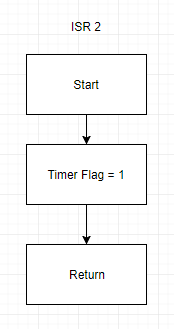 ISR 2
Start
Timer Flag = 1
Return